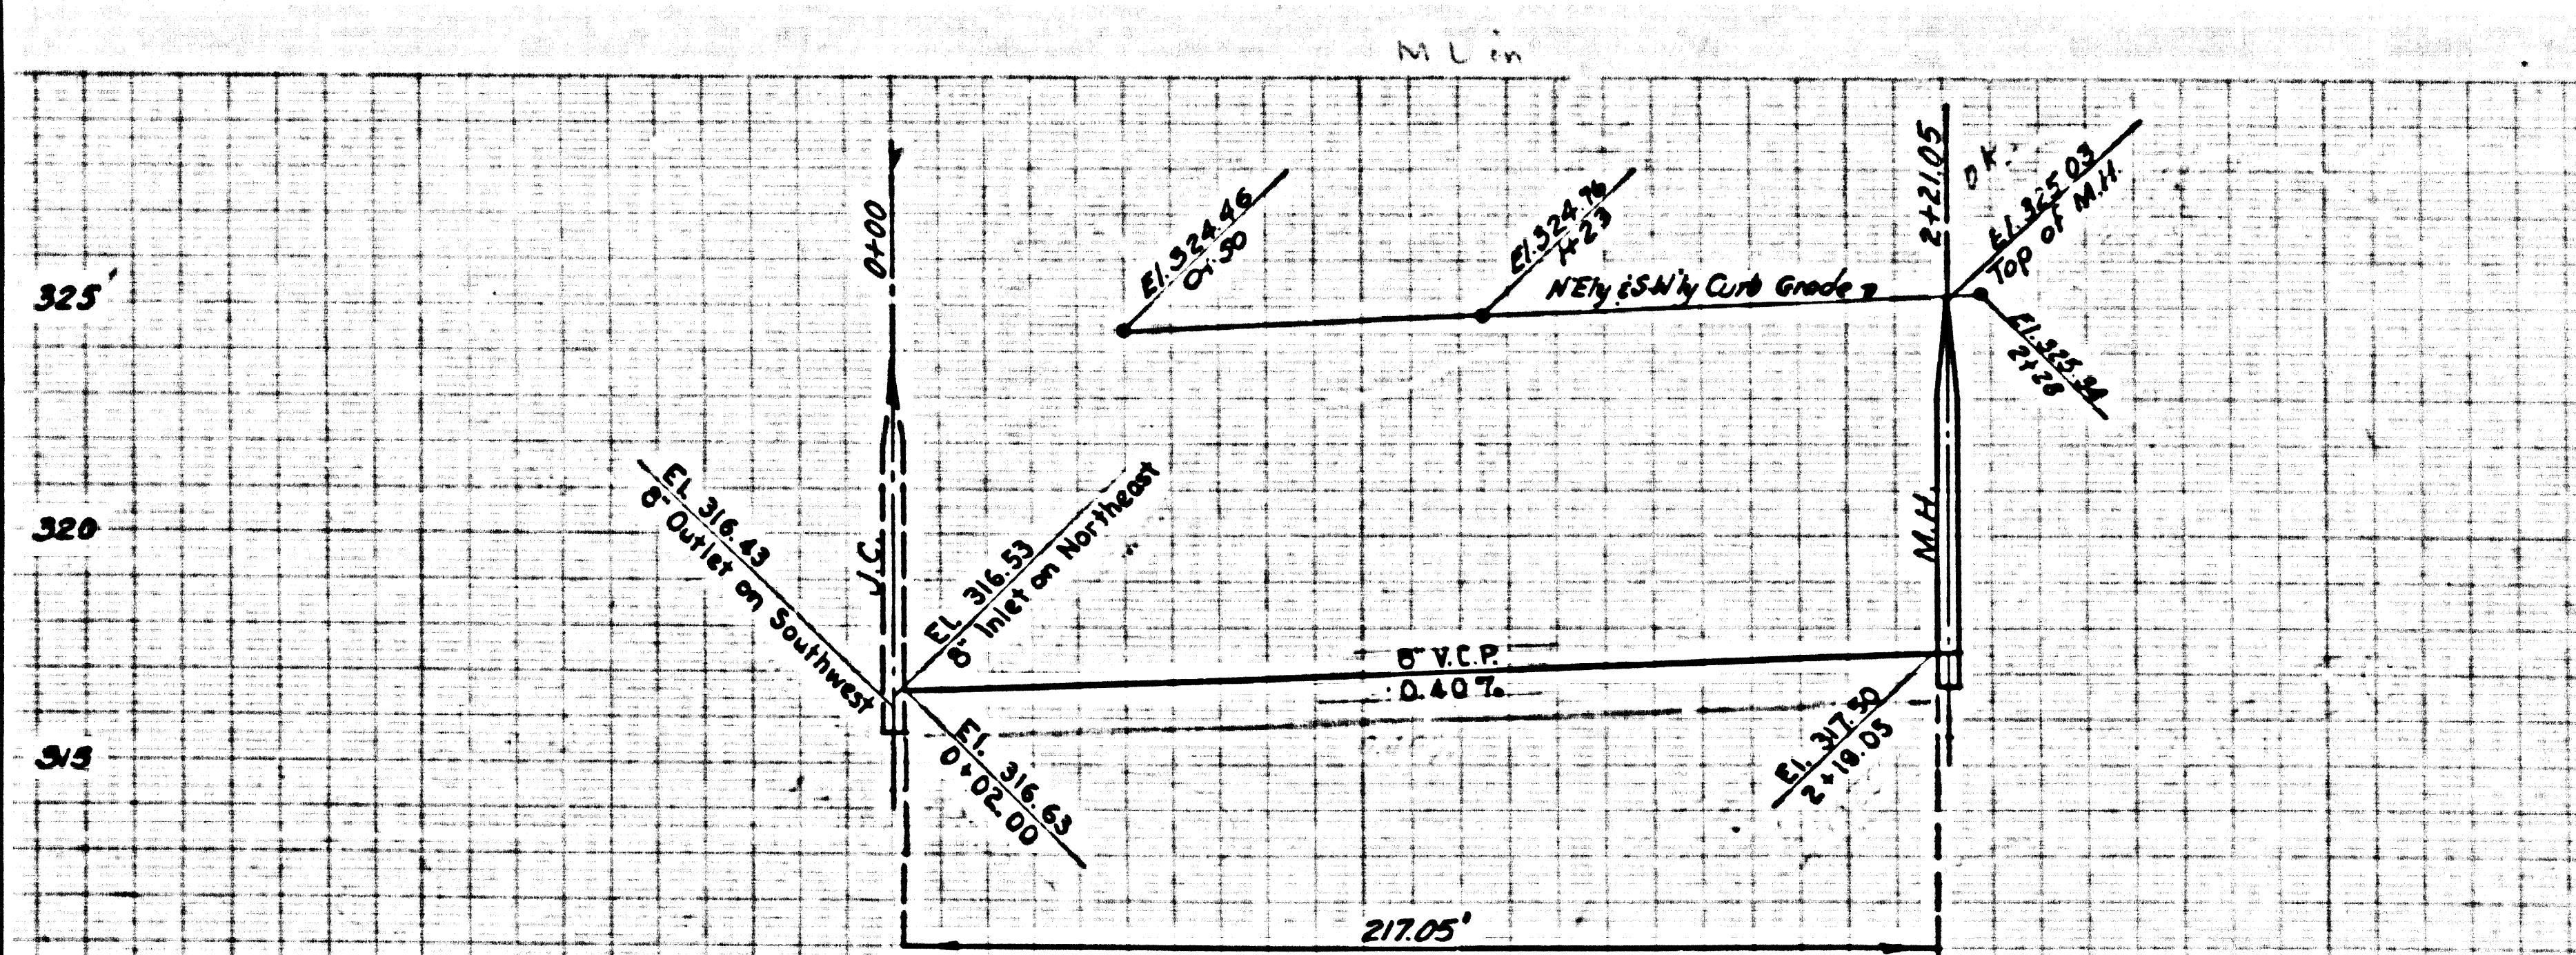 0+00
El. 324.46
0+50
El. 324.76
1+23
N'Ely & S.W'ly Curb Grade
2+21.05
O.K.
El. 325.03
Top of M.H.
El. 325.34
2+28
325'
320
315
El. 316.43
8" Outlet on Southwest
J.C.
El. 316.53
8" Inlet on Northeast
El. 316.63
0+02.00
8" V.C.P.
0.40%
M.H.
El. 317.50
2+19.05
217.05'